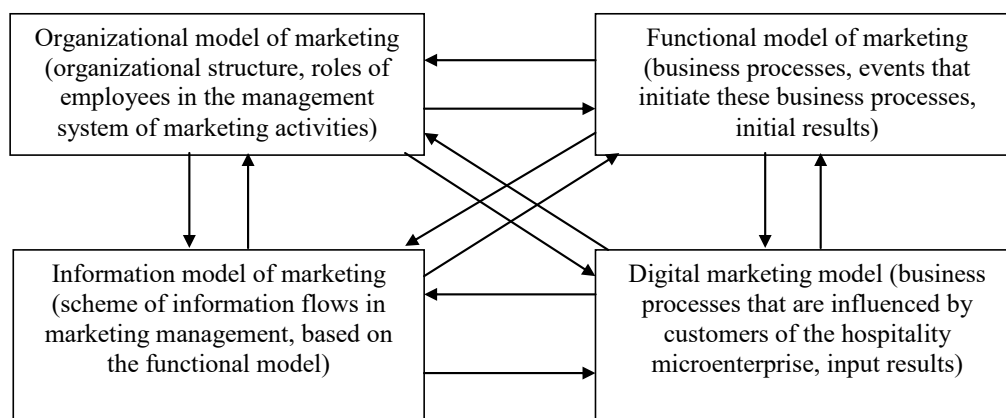 Organizational model of marketing
(organizational structure, roles of
employees in the management
system of marketing activities)
Functional model of marketing
(business processes, events that
initiate these business processes,
initial results)
Information model of marketing
(scheme of information flows in
marketing management, based on
the functional model)
Digital marketing model (business
processes that are influenced by
customers of the hospitality
microenterprise, input results)